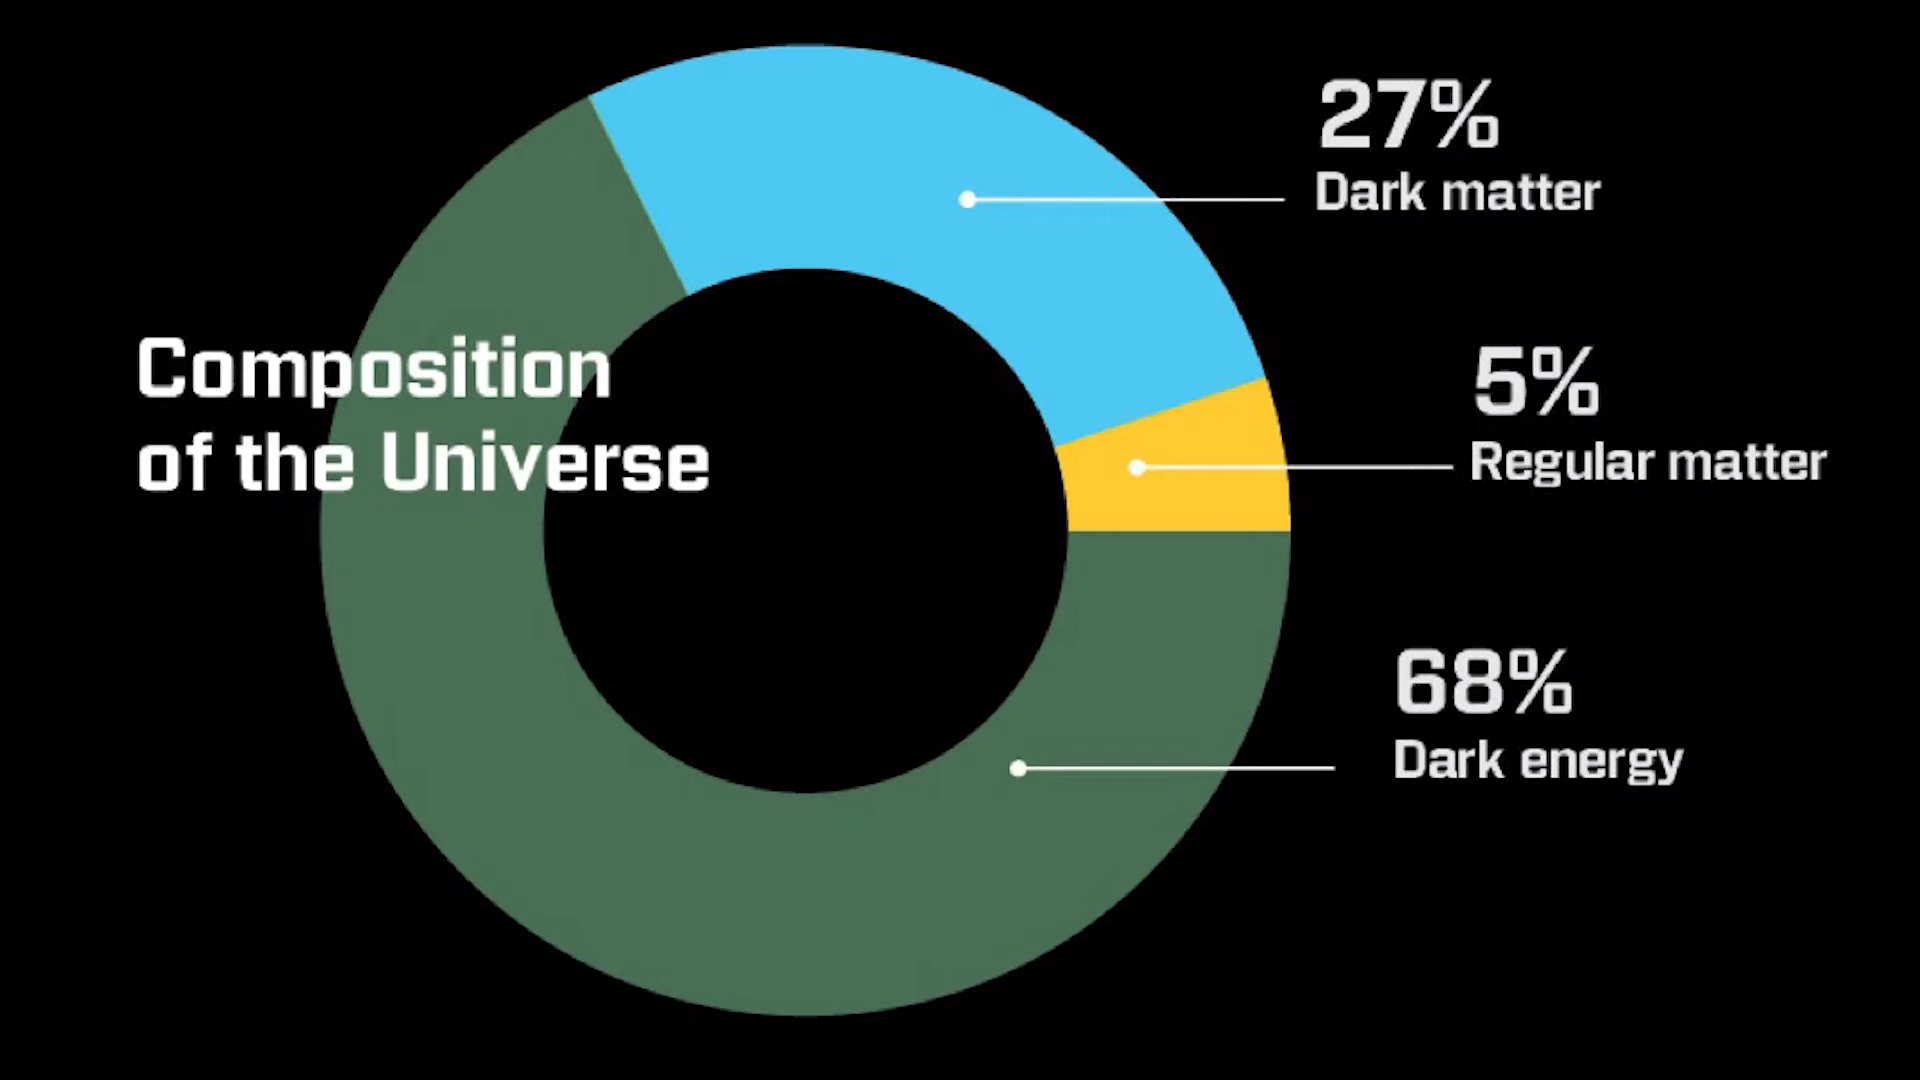 Composition
of the Universe
27%
Dark matter
5%
Regular matter
68%
Dark energy